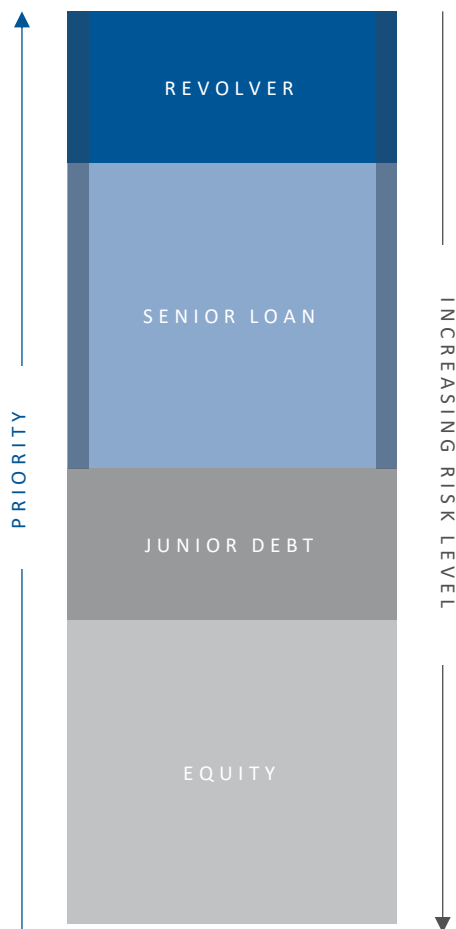 REVOLVER
SENIOR LOAN
PRIORITY
INCREASING RISK LEVEL
JUNIOR DEBT
EQUITY